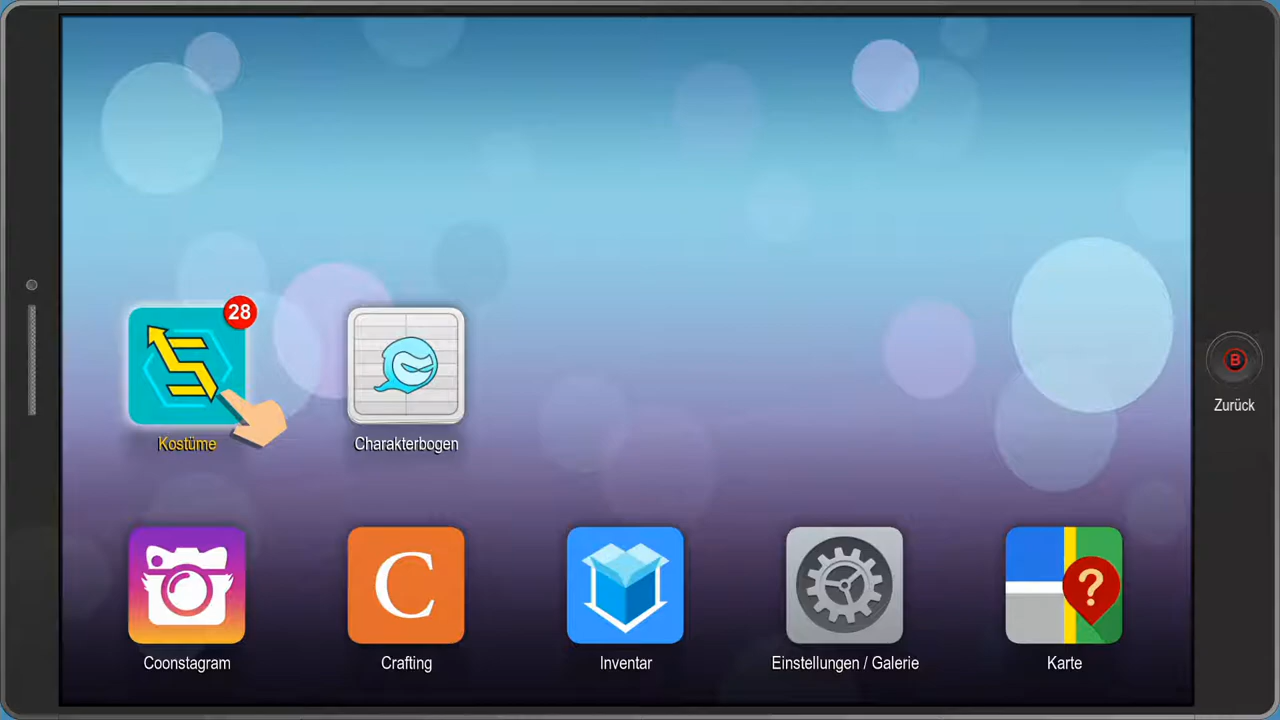 28
Kostüme
Charakterbogen
B
Zurück
C
?
Coonstagram
Crafting
Inventar
Einstellungen / Galerie
Karte